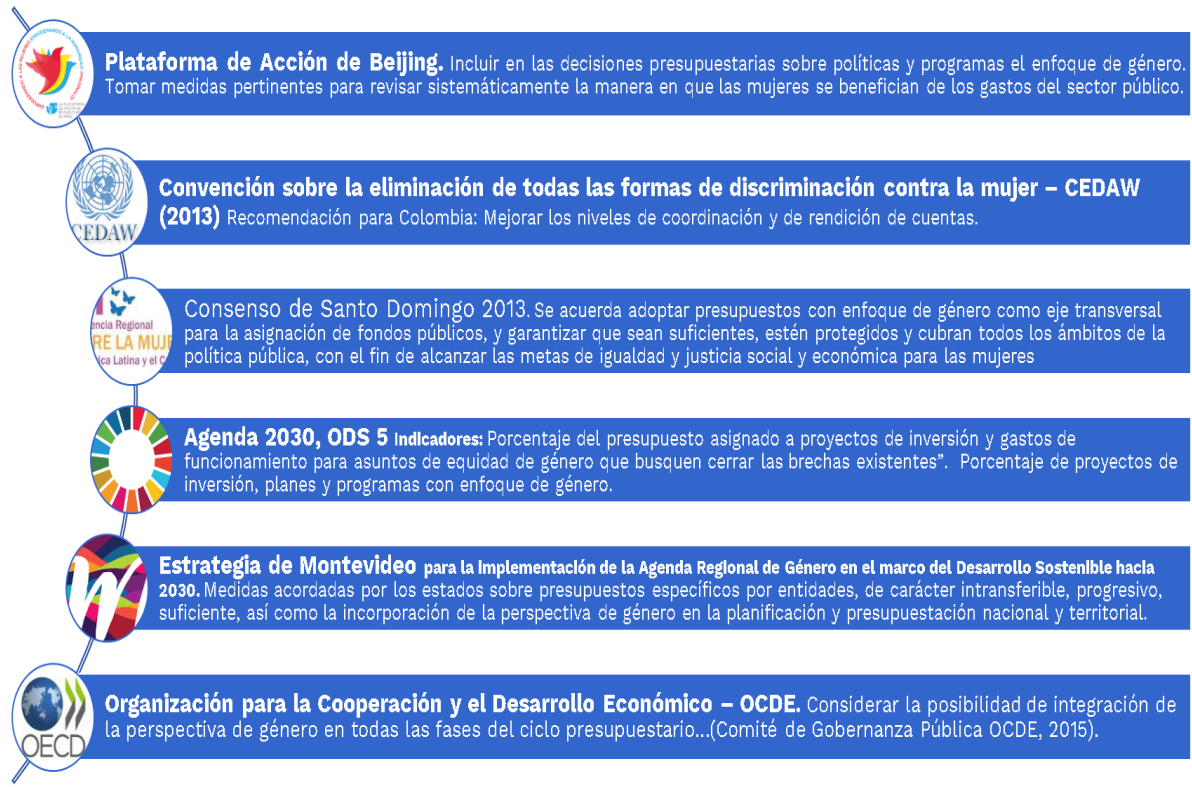 Plataforma de Acción de Beijing. Incluir en las decisiones presupuestarias sobre políticas y programas el enfoque de género.
Tomar medidas pertinentes para revisar sistemáticamente la manera en que las mujeres se benefician de los gastos del sector público.
CEDAW
Convención sobre la eliminación de todas las formas de discriminación contra la mujer – CEDAW
(2013) Recomendación para Colombia: Mejorar los niveles de coordinación y de rendición de cuentas.
encia Regional
RE LA MUJE
ica Latina y el C
Consenso de Santo Domingo 2013. Se acuerda adoptar presupuestos con enfoque de género como eje transversal
para la asignación de fondos públicos, y garantizar que sean suficientes, estén protegidos y cubran todos los ámbitos de la
política pública, con el fin de alcanzar las metas de igualdad y justicia social y económica para las mujeres
Agenda 2030, ODS 5 Indicadores: Porcentaje del presupuesto asignado a proyectos de inversión y gastos de
funcionamiento para asuntos de equidad de género que busquen cerrar las brechas existentes”. Porcentaje de proyectos de
inversión, planes y programas con enfoque de género.
Estrategia de Montevideo para la Implementación de la Agenda Regional de Género en el marco del Desarrollo Sostenible hacia
2030. Medidas acordadas por los estados sobre presupuestos específicos por entidades, de carácter intransferible, progresivo,
suficiente, así como la incorporación de la perspectiva de género en la planificación y presupuestación nacional y territorial.
OECD
Organización para la Cooperación y el Desarrollo Económico – OCDE. Considerar la posibilidad de integración de
la perspectiva de género en todas las fases del ciclo presupuestario...(Comité de Gobernanza Pública OCDE, 2015).